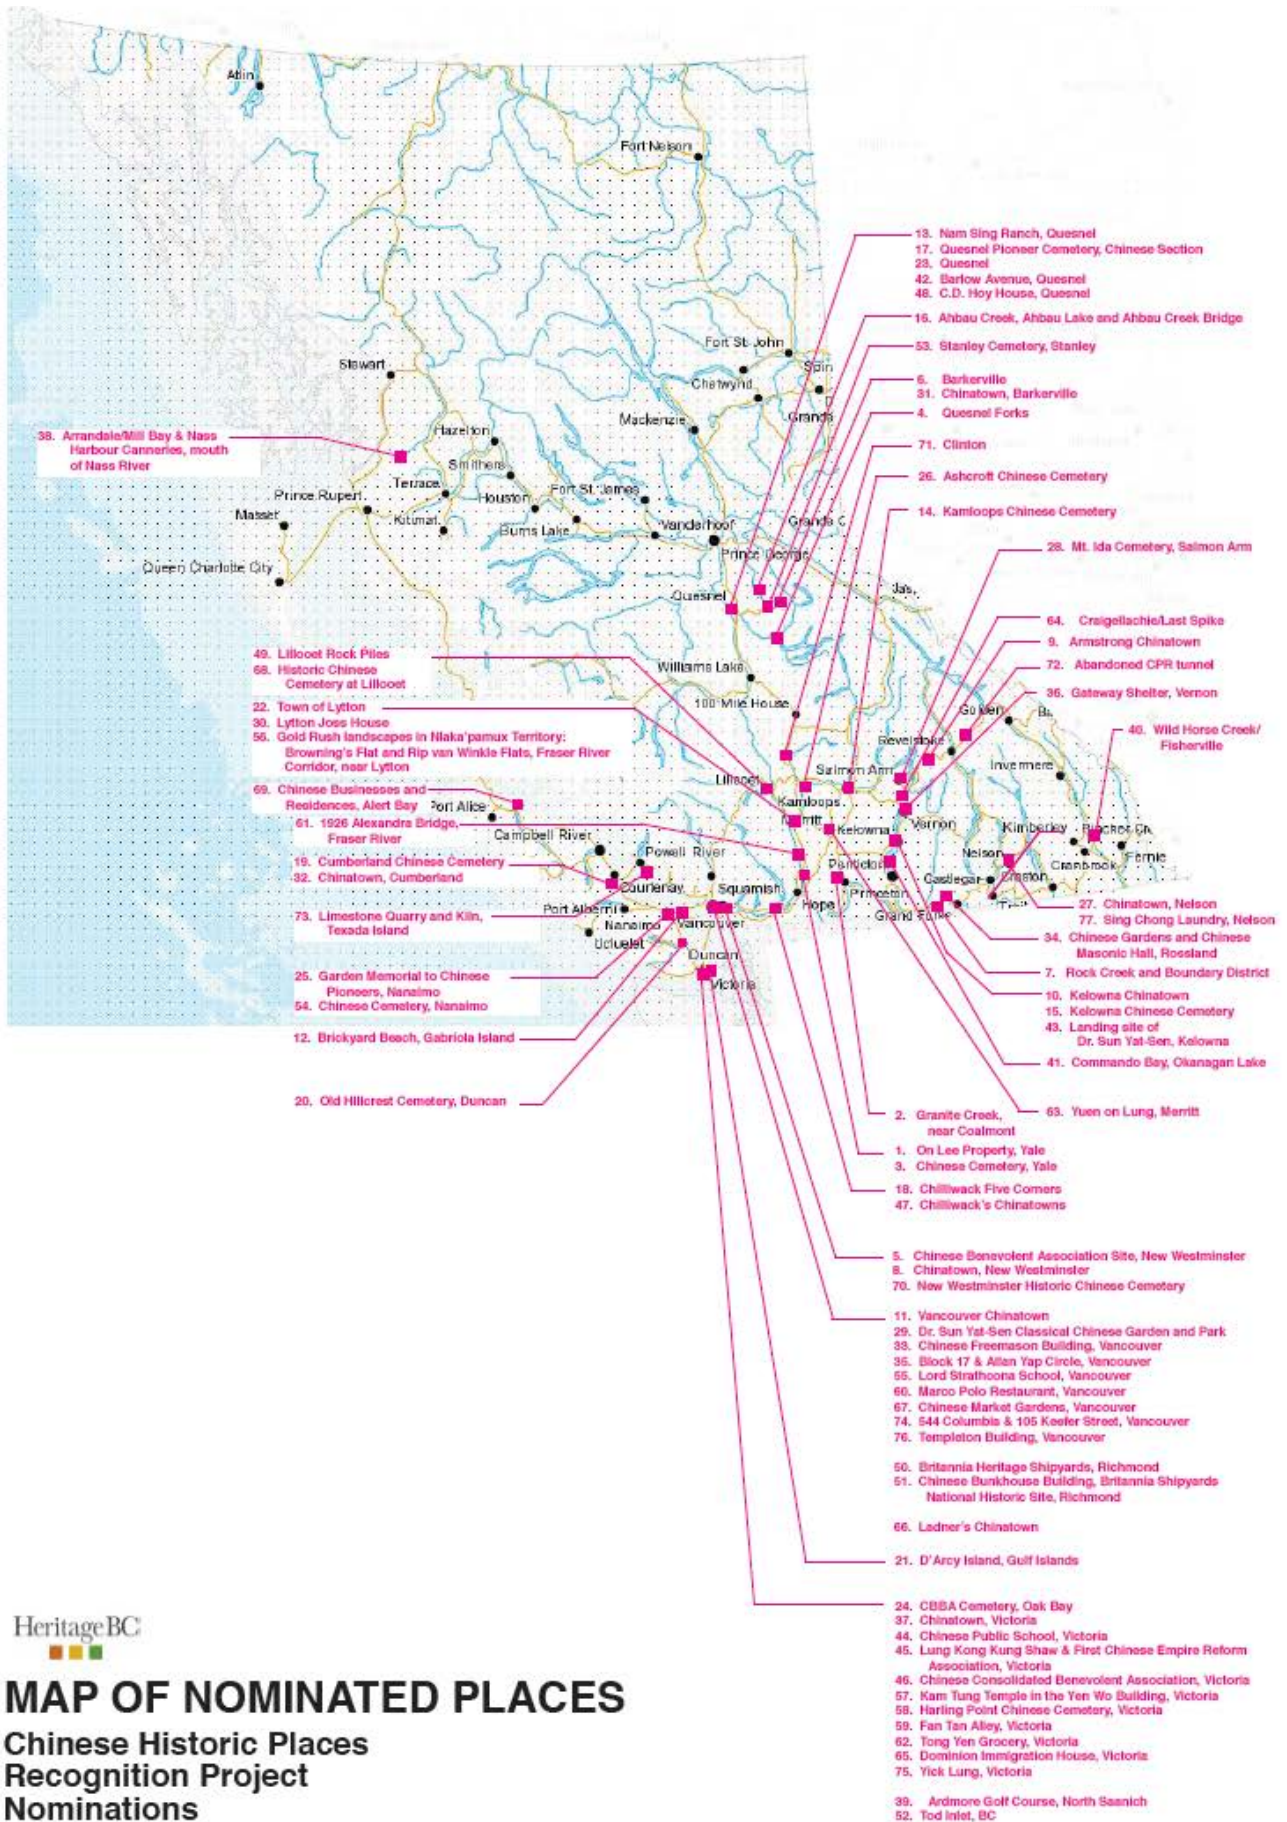 Atlin
Fort Nelson
13. Nam Sing Ranch, Quesnel
17. Quesnel Pioneer Cemetery, Chinese Section
23. Quesnel
42. Barlow Avenue, Quesnel
48. C.D. Hoy House, Quesnel
16. Ahbau Creek, Ahbau Lake and Ahbau Creek Bridge
53. Stanley Cemetery, Stanley
6. Barkerville
31. Chinatown, Barkerville
4. Quesnel Forks
71. Clinton
26. Ashcroft Chinese Cemetery
14. Kamloops Chinese Cemetery
28. Mt. Ida Cemetery, Salmon Arm
64. Craigellachie/Last Spike
9. Armstrong Chinatown
72. Abandoned CPR tunnel
36. Gateway Shelter, Vernon
40. Wild Horse Creek/
Fisherville
Fort St. John
Stewart
Chetwynd
Mackenzie
Grande
Hazelton
38. Arrandale/Mill Bay & Nass
Harbour Canneries, mouth
of Nass River
Smithers
Terrace
Houston
Fort St. James
Prince Rupert
Masset
Kitimat
Burns Lake
Vanderhoof
Grande C
Prince George
Queen Charlotte City
Quesnel
Jas.
49. Lillooet Rock Piles
68. Historic Chinese
Cemetery at Lillooet
Williams Lake
22. Town of Lytton
30. Lytton Joss House
56. Gold Rush landscapes in Nlaka'pamux Territory:
Browning's Flat and Rip van Winkle Flats, Fraser River
Corridor, near Lytton
100 Mile House
Golden
Revelstoke
Invermere
Salmon Arm
Lillooet
Kamloops
69. Chinese Businesses and
Residences, Alert Bay
Port Alice
61. 1926 Alexandra Bridge,
Fraser River
Campbell River
Merritt
Kelowna
Vernon
Kimberley
19. Cumberland Chinese Cemetery
32. Chinatown, Cumberland
Powell River
Penticton
Nelson
Cranbrook
Fernie
Courtenay
Squamish
Princeton
Castlegar
Creston
73. Limestone Quarry and Kiln,
Texada Island
Port Alberni
Hope
Grand Forks
Nanaimo
Vancouver
Ucluelet
Duncan
Victoria
25. Garden Memorial to Chinese
Pioneers, Nanaimo
54. Chinese Cemetery, Nanaimo
12. Brickyard Beach, Gabriola Island
20. Old Hillcrest Cemetery, Duncan
27. Chinatown, Nelson
77. Sing Chong Laundry, Nelson
34. Chinese Gardens and Chinese
Masonic Hall, Rossland
7. Rock Creek and Boundary District
10. Kelowna Chinatown
15. Kelowna Chinese Cemetery
43. Landing site of
Dr. Sun Yat-Sen, Kelowna
41. Commando Bay, Okanagan Lake
63. Yuen on Lung, Merritt
2. Granite Creek,
near Coalmont
1. On Lee Property, Yale
3. Chinese Cemetery, Yale
18. Chilliwack Five Corners
47. Chilliwack's Chinatowns
5. Chinese Benevolent Association Site, New Westminster
8. Chinatown, New Westminster
70. New Westminster Historic Chinese Cemetery
11. Vancouver Chinatown
29. Dr. Sun Yat-Sen Classical Chinese Garden and Park
33. Chinese Freemason Building, Vancouver
35. Block 17 & Allan Yap Circle, Vancouver
55. Lord Strathcona School, Vancouver
60. Marco Polo Restaurant, Vancouver
67. Chinese Market Gardens, Vancouver
74. 544 Columbia & 105 Keefer Street, Vancouver
76. Templeton Building, Vancouver
50. Britannia Heritage Shipyards, Richmond
51. Chinese Bunkhouse Building, Britannia Shipyards
National Historic Site, Richmond
66. Ladner's Chinatown
21. D'Arcy Island, Gulf Islands
24. CBBA Cemetery, Oak Bay
37. Chinatown, Victoria
44. Chinese Public School, Victoria
45. Lung Kong Kung Shaw & First Chinese Empire Reform
Association, Victoria
46. Chinese Consolidated Benevolent Association, Victoria
57. Kam Tung Temple in the Yen Wo Building, Victoria
58. Harling Point Chinese Cemetery, Victoria
59. Fan Tan Alley, Victoria
62. Tong Yen Grocery, Victoria
65. Dominion Immigration House, Victoria
75. Yick Lung, Victoria
39. Ardmore Golf Course, North Saanich
52. Tod Inlet, BC
Heritage BC
MAP OF NOMINATED PLACES
Chinese Historic Places
Recognition Project
Nominations